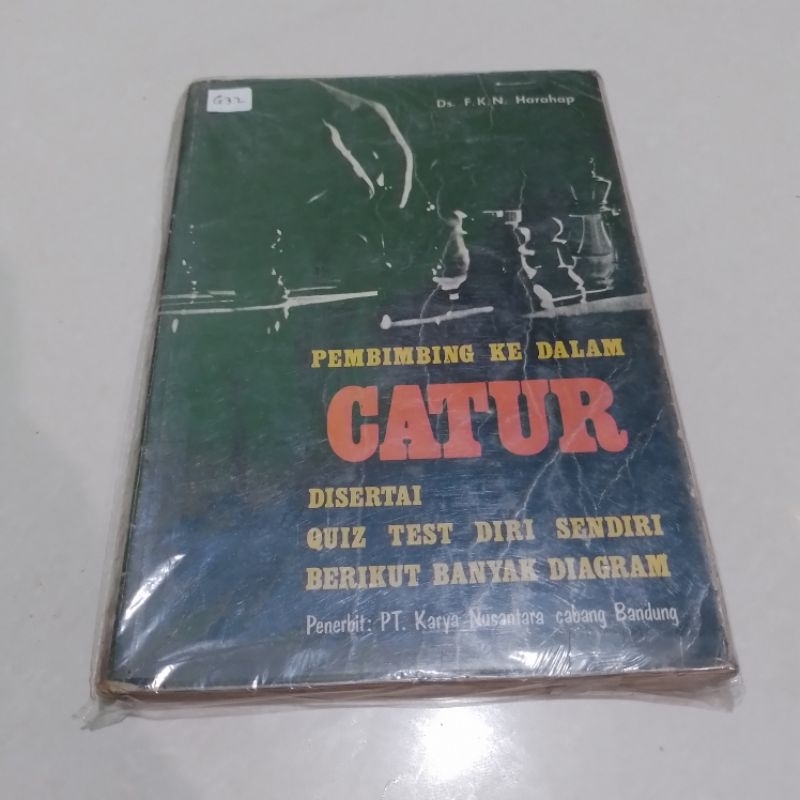 G32
Ds. F.K.N. Harahap
PEMBIMBING KE DALAM
CATUR
DISERTAI
QUIZ TEST DIRI SENDIRI
BERIKUT BANYAK DIAGRAM
Penerbit: PT. Karya Nusantara cabang Bandung